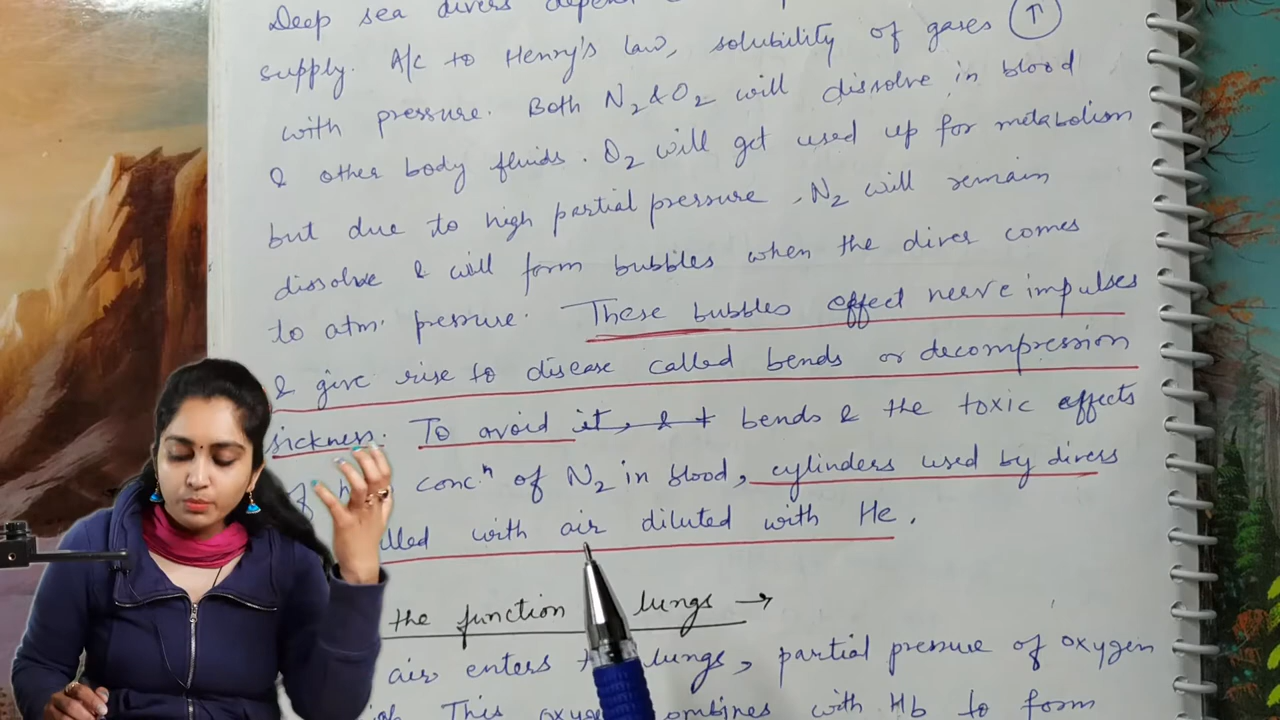 Deep sea divers depend
supply. A/c to Henry's law, solubility of gases ↑
with pressure. Both N₂ & O₂ will dissolve in blood
& other body fluids. O₂ will get used up for metabolism
but due to high partial pressure, N₂ will remain
dissolve & will form bubbles when the diver comes
to atm. pressure. These bubbles effect nerve impulses
& give rise to disease called bends or decompression
sickness. To avoid it, & t bends & the toxic effects
of concⁿ of N₂ in blood, cylinders used by divers
with air diluted with He.
the function lungs →
air enters lungs, partial pressure of oxygen
This with Hb to form